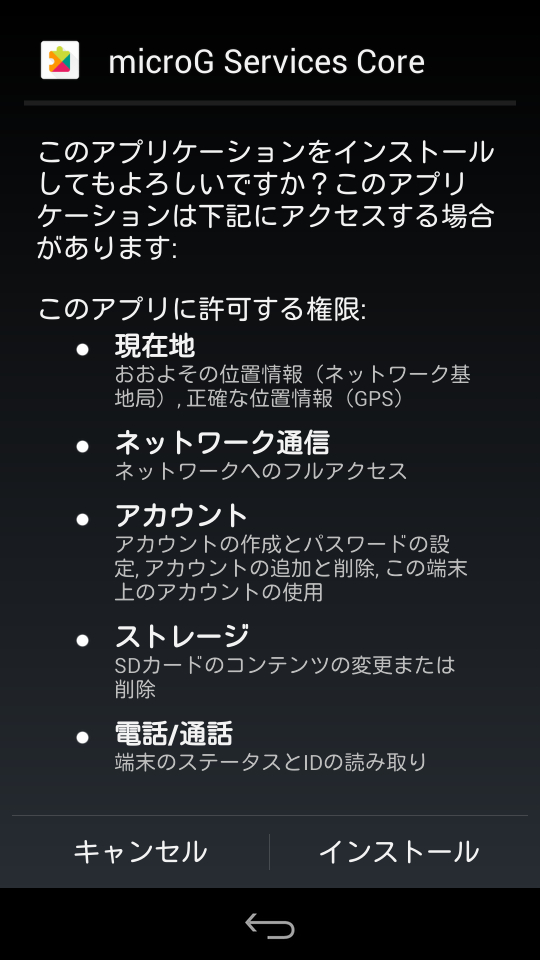 microG Services Core
このアプリケーションをインストール
してもよろしいですか？このアプリ
ケーションは下記にアクセスする場合
があります:
このアプリに許可する権限:
● 現在地
おおよその位置情報（ネットワーク基
地局）, 正確な位置情報（GPS）
● ネットワーク通信
ネットワークへのフルアクセス
● アカウント
アカウントの作成とパスワードの設
定, アカウントの追加と削除, この端末
上のアカウントの使用
● ストレージ
SDカードのコンテンツの変更または
削除
● 電話/通話
端末のステータスとIDの読み取り
キャンセル
インストール